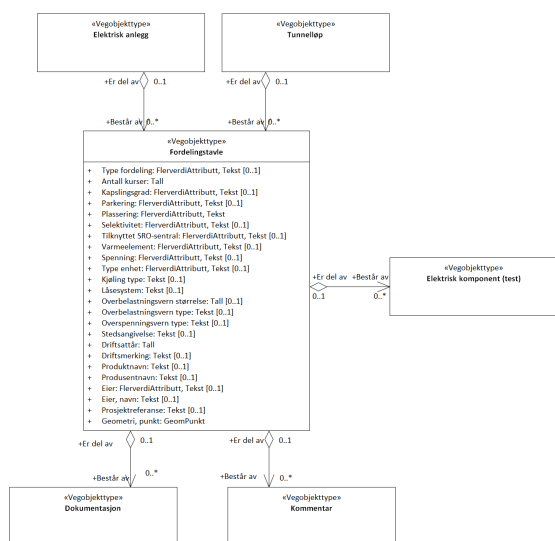 «Vegobjekttype»
Elektrisk anlegg
«Vegobjekttype»
Tunnelløp
+Er del av 0..1
+Er del av 0..1
+Består av 0..*
+Består av 0..*
«Vegobjekttype»
Fordelingstavle
+ Type fordeling: FlerverdiAttributt, Tekst [0..1]
+ Antall kurser: Tall
+ Kapslingsgrad: FlerverdiAttributt, Tekst [0..1]
+ Parkering: FlerverdiAttributt, Tekst [0..1]
+ Plassering: FlerverdiAttributt, Tekst
+ Selektivitet: FlerverdiAttributt, Tekst [0..1]
+ Tilknyttet SRO-sentral: FlerverdiAttributt, Tekst [0..1]
+ Varmeelement: FlerverdiAttributt, Tekst [0..1]
+ Spenning: FlerverdiAttributt, Tekst [0..1]
+ Type enhet: FlerverdiAttributt, Tekst [0..1]
+ Kjøling type: Tekst [0..1]
+ Låsesystem: Tekst [0..1]
+ Overbelastningsvern størrelse: Tall [0..1]
+ Overbelastningsvern type: Tekst [0..1]
+ Overspenningsvern type: Tekst [0..1]
+ Stedsangivelse: Tekst [0..1]
+ Driftsattår: Tall
+ Driftsmerking: Tekst [0..1]
+ Produktnavn: Tekst [0..1]
+ Produsentnavn: Tekst [0..1]
+ Eier: FlerverdiAttributt, Tekst [0..1]
+ Eier, navn: Tekst [0..1]
+ Prosjektreferanse: Tekst [0..1]
+ Geometri, punkt: GeomPunkt
+Er del av +Består av
0..1 0..*
«Vegobjekttype»
Elektrisk komponent (test)
+Er del av 0..1
+Er del av 0..1
+Består av 0..*
+Består av 0..*
«Vegobjekttype»
Dokumentasjon
«Vegobjekttype»
Kommentar